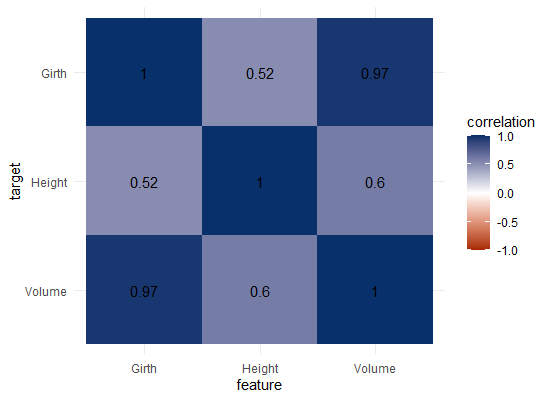 Girth 1 0.52 0.97
Height 0.52 1 0.6
Volume 0.97 0.6 1
Girth Height Volume
feature
target
correlation
1.0
0.5
0.0
-0.5
-1.0